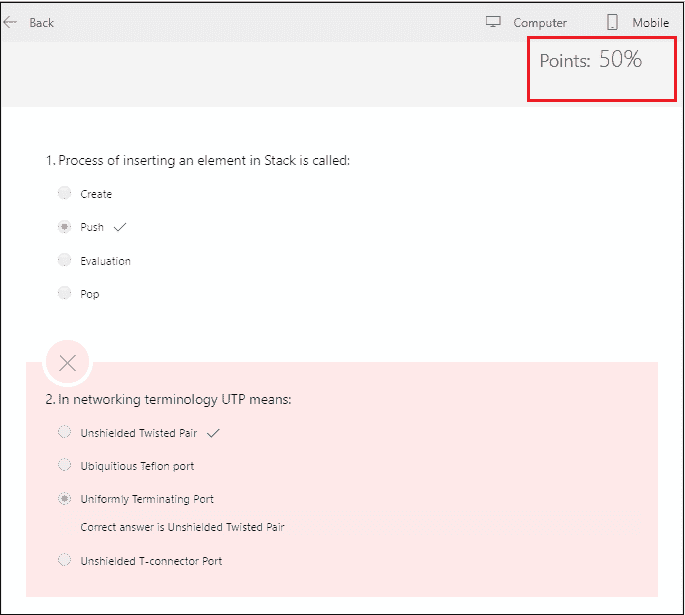 Back
Computer
Mobile
Points: 50%
1. Process of inserting an element in Stack is called:
Create
Push
Evaluation
Pop
2. In networking terminology UTP means:
Unshielded Twisted Pair
Ubiquitious Teflon port
Uniformly Terminating Port
Correct answer is Unshielded Twisted Pair
Unshielded T-connector Port